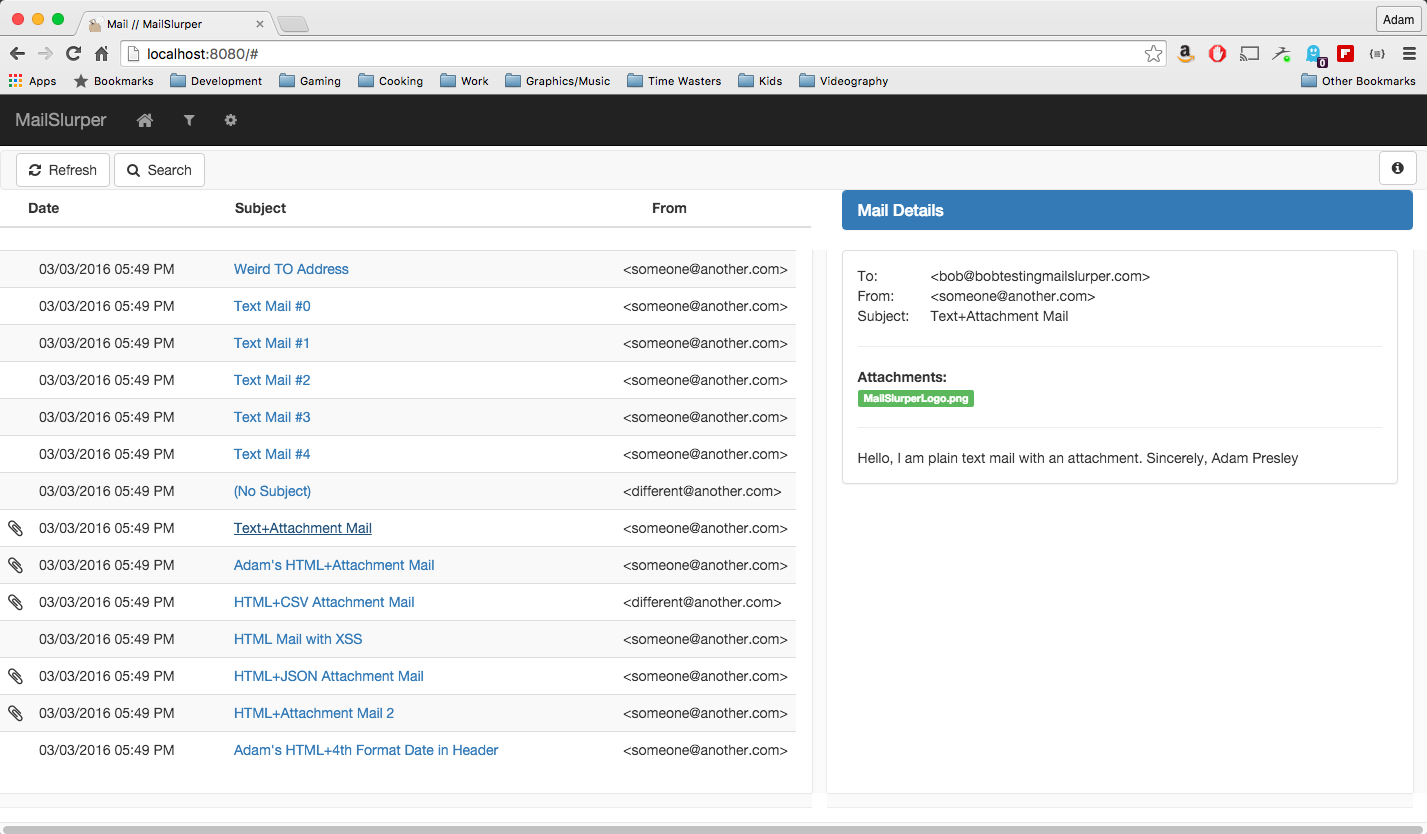 Mail // MailSlurper
Adam
localhost:8080/#
0
Apps Bookmarks Development Gaming Cooking Work Graphics/Music Time Wasters Kids Videography Other Bookmarks
MailSlurper
Refresh Search
Date Subject From
03/03/2016 05:49 PM Weird TO Address <someone@another.com>
03/03/2016 05:49 PM Text Mail #0 <someone@another.com>
03/03/2016 05:49 PM Text Mail #1 <someone@another.com>
03/03/2016 05:49 PM Text Mail #2 <someone@another.com>
03/03/2016 05:49 PM Text Mail #3 <someone@another.com>
03/03/2016 05:49 PM Text Mail #4 <someone@another.com>
03/03/2016 05:49 PM (No Subject) <different@another.com>
03/03/2016 05:49 PM Text+Attachment Mail <someone@another.com>
03/03/2016 05:49 PM Adam's HTML+Attachment Mail <someone@another.com>
03/03/2016 05:49 PM HTML+CSV Attachment Mail <different@another.com>
03/03/2016 05:49 PM HTML Mail with XSS <someone@another.com>
03/03/2016 05:49 PM HTML+JSON Attachment Mail <someone@another.com>
03/03/2016 05:49 PM HTML+Attachment Mail 2 <someone@another.com>
03/03/2016 05:49 PM Adam's HTML+4th Format Date in Header <someone@another.com>
Mail Details
To: <bob@bobtestingmailslurper.com>
From: <someone@another.com>
Subject: Text+Attachment Mail
Attachments:
MailSlurperLogo.png
Hello, I am plain text mail with an attachment. Sincerely, Adam Presley